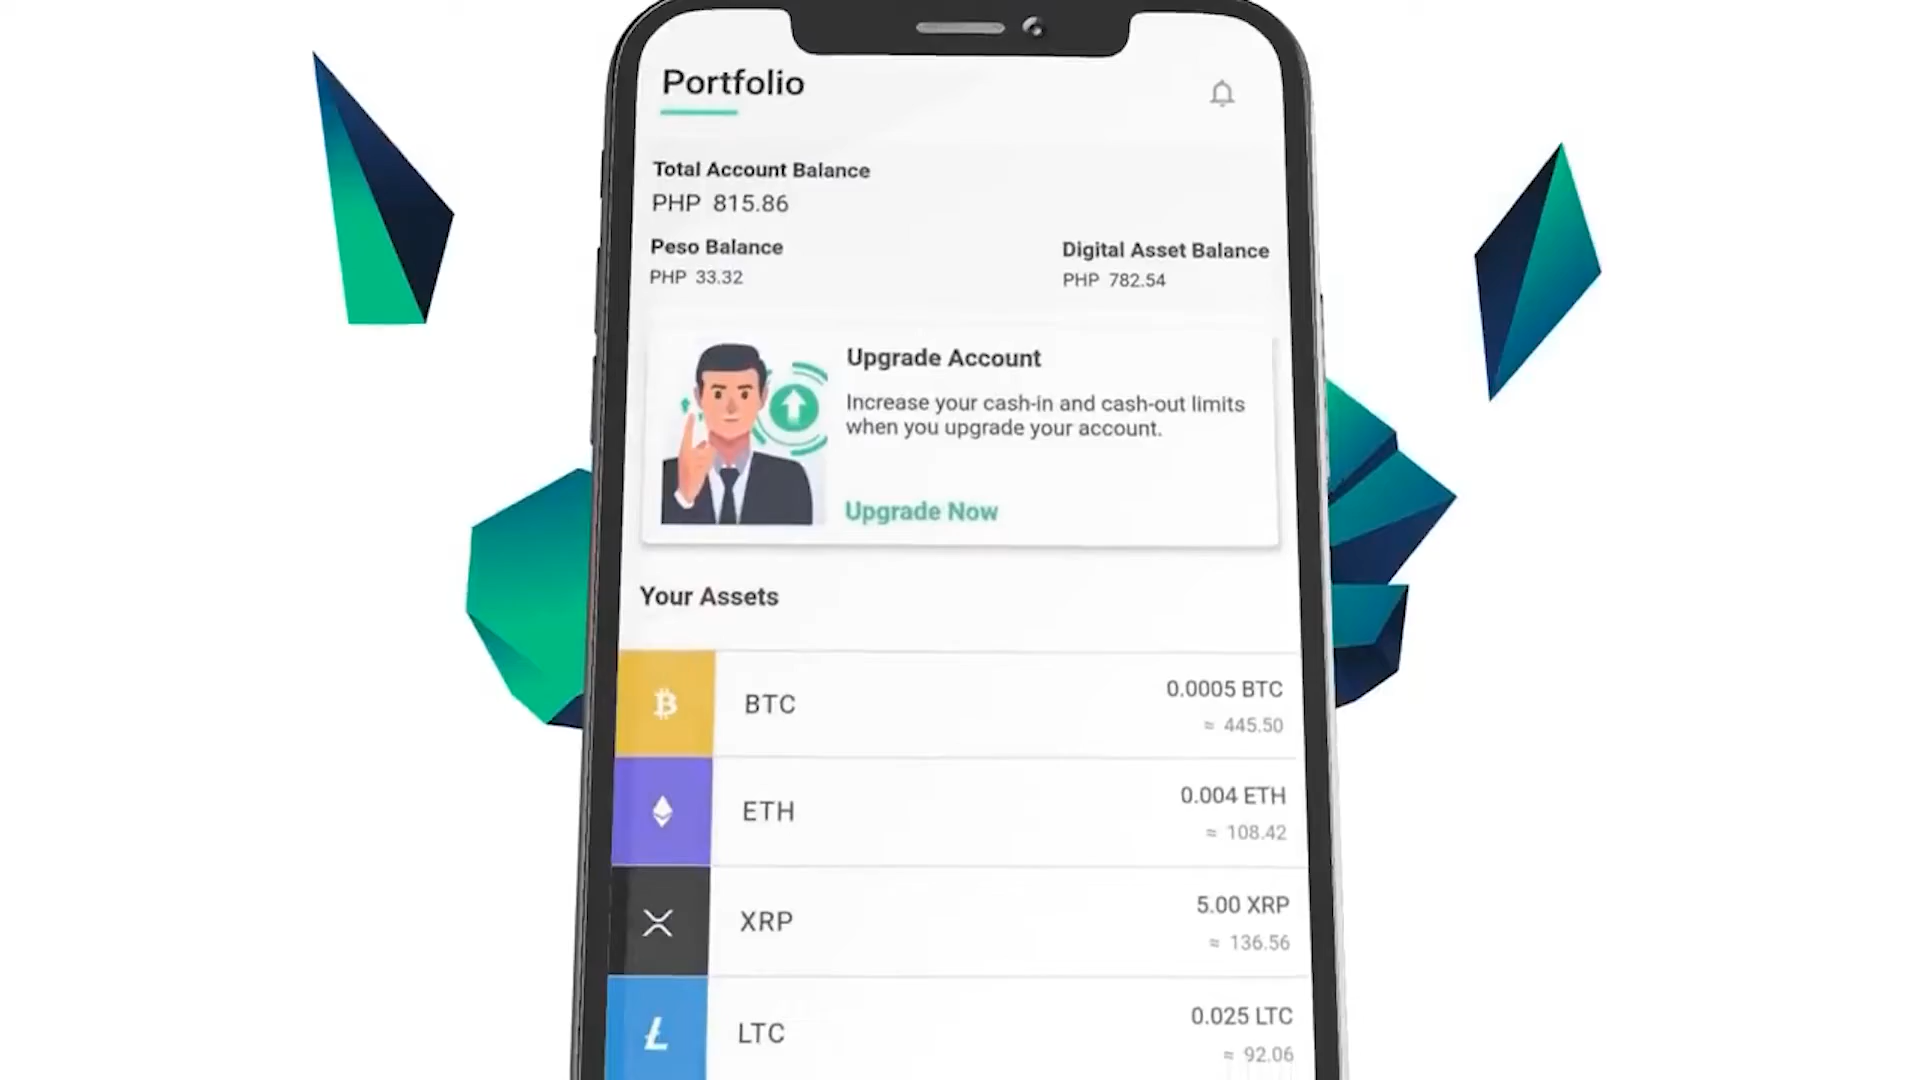 Portfolio
Total Account Balance
PHP 815.86
Peso Balance
PHP 33.32
Digital Asset Balance
PHP 782.54
Upgrade Account
Increase your cash-in and cash-out limits
when you upgrade your account.
Upgrade Now
Your Assets
BTC
0.0005 BTC
≈ 445.50
ETH
0.004 ETH
≈ 108.42
XRP
5.00 XRP
≈ 136.56
LTC
0.025 LTC
≈ 92.06